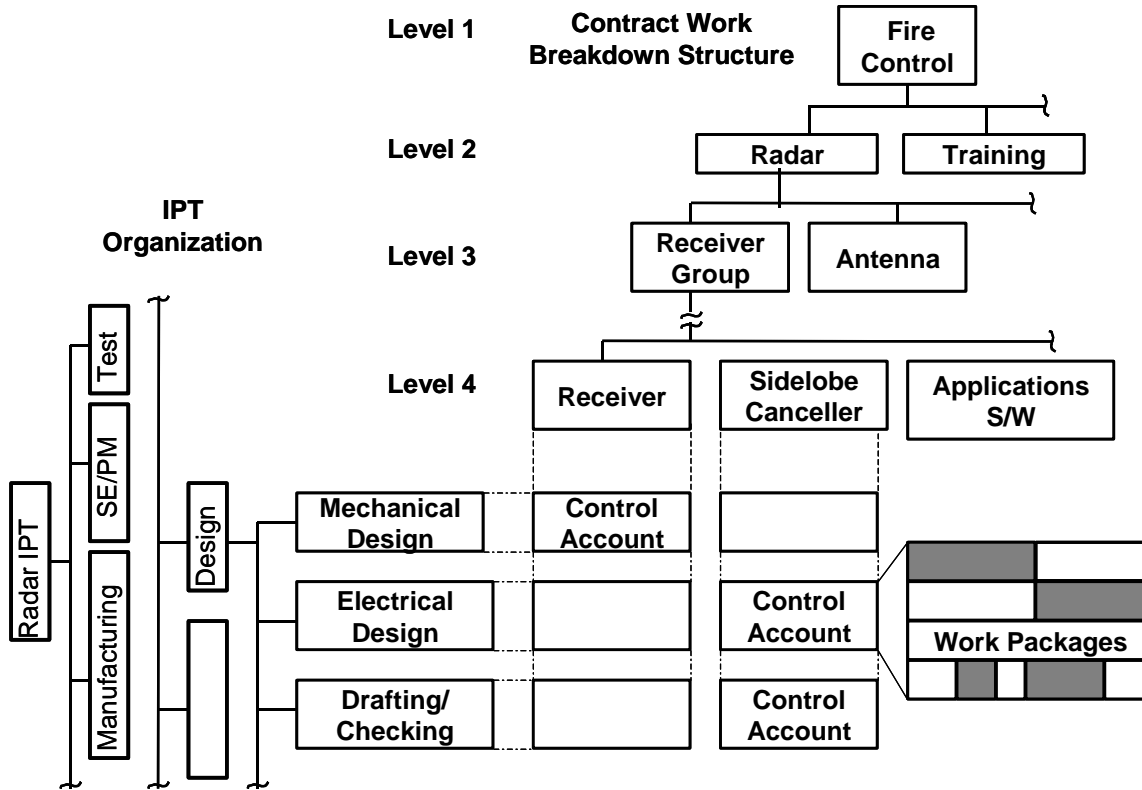 Level 1
Contract Work
Breakdown Structure
Fire
Control
Level 2
Radar
Training
IPT
Organization
Level 3
Receiver
Group
Antenna
Level 4
Receiver
Sidelobe
Canceller
Applications
S/W
Radar IPT
Test
SE/PM
Manufacturing
Design
Mechanical
Design
Control
Account
Electrical
Design
Control
Account
Work Packages
Drafting/
Checking
Control
Account